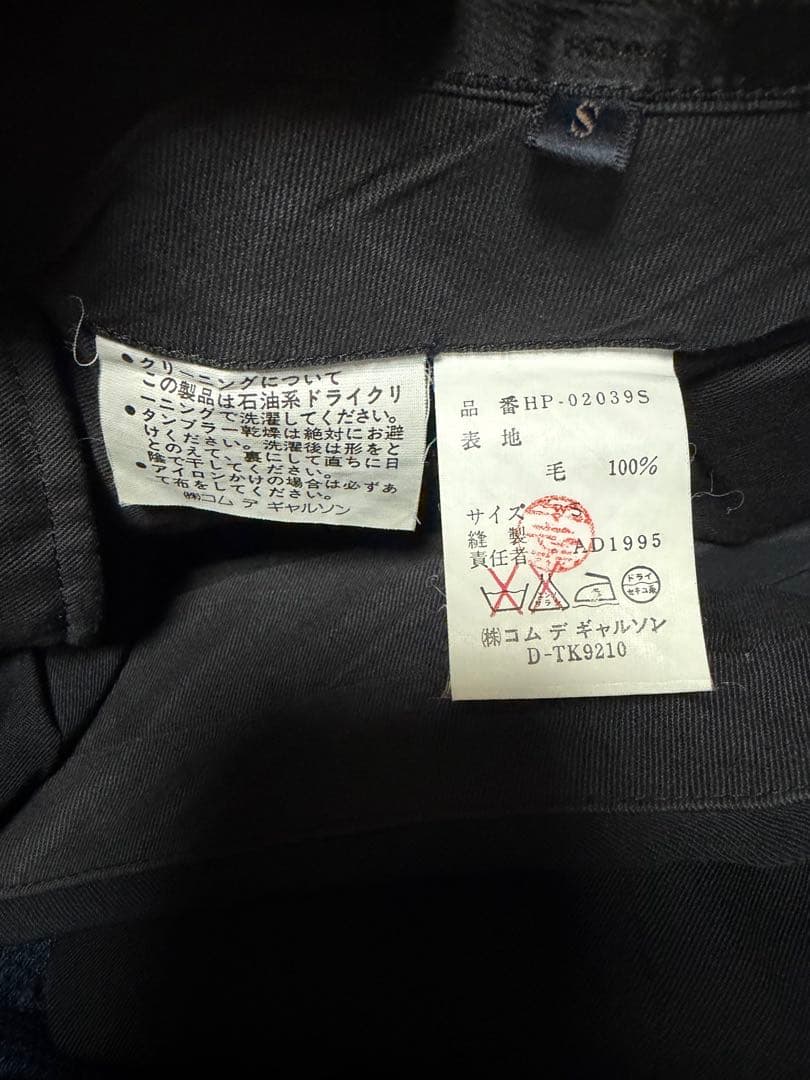 S
●クリーニングについて
この製品は石油系ドライクリ
ーニングで洗濯してください。
●タンブラー乾燥は絶対にお避
けください。洗濯後は形をと
とのえて、裏にして直ちに日
陰で干してください。
●アイロンがけの場合は必ずあ
て布をしてください。
㈱コム デ ギャルソン
品 番HP-02039S
表 地
毛 100%
サイズ S
縫 製
責任者 AD1995
ドライ
セキユ系
㈱コム デ ギャルソン
D-TK9210